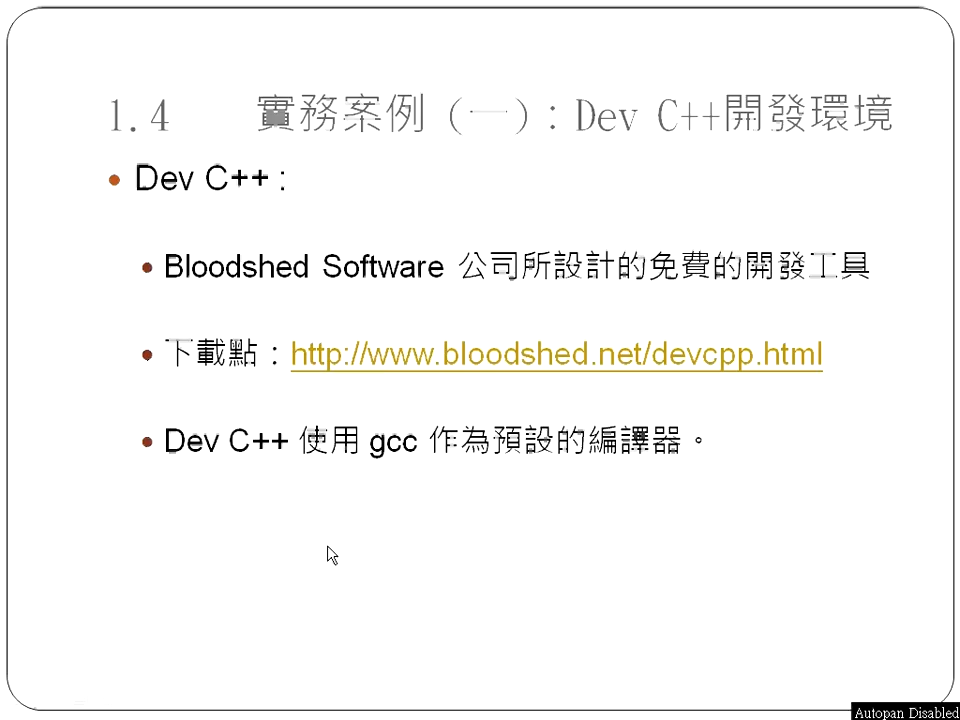 1.4 實務案例 (一)：Dev C++開發環境
Dev C++ :
Bloodshed Software 公司所設計的免費的開發工具
下載點：http://www.bloodshed.net/devcpp.html
Dev C++ 使用 gcc 作為預設的編譯器。
Autopan Disabled